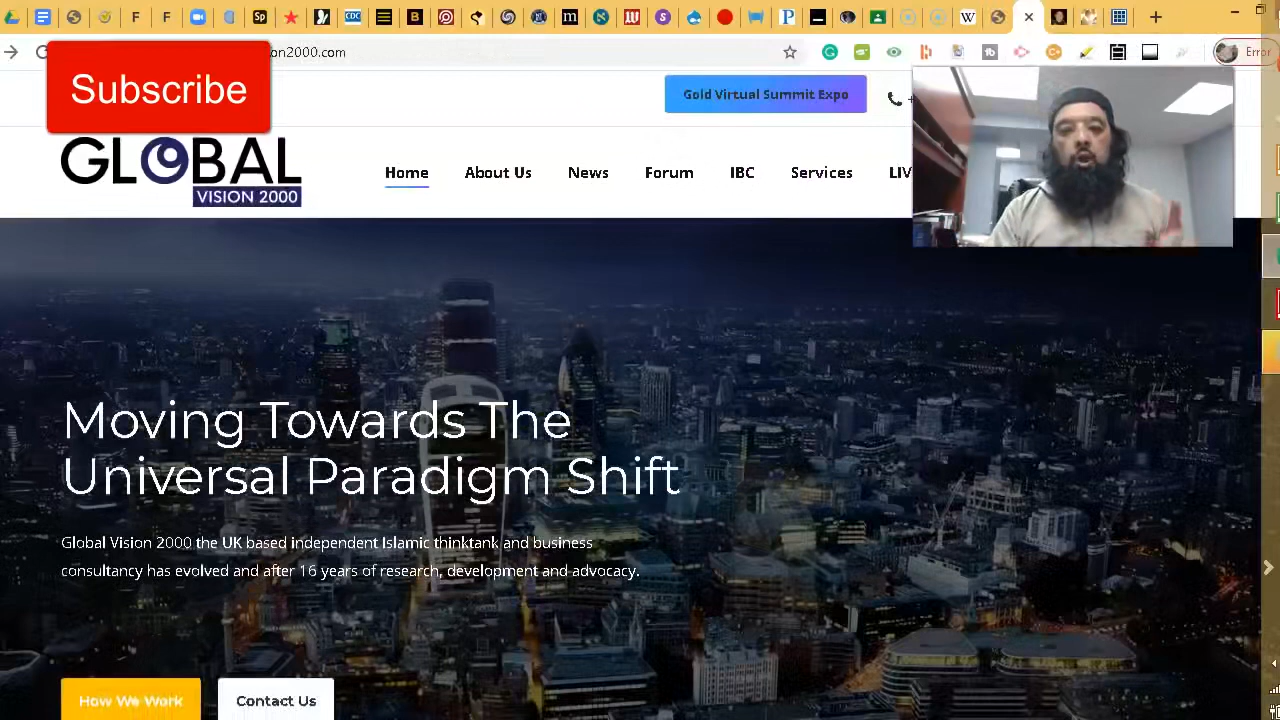 on2000.com
Error
Subscribe
Gold Virtual Summit Expo
GLOBAL
VISION 2000
Home
About Us
News
Forum
IBC
Services
LIV
Moving Towards The
Universal Paradigm Shift
Global Vision 2000 the UK based independent Islamic thinktank and business
consultancy has evolved and after 16 years of research, development and advocacy.
How We Work
Contact Us